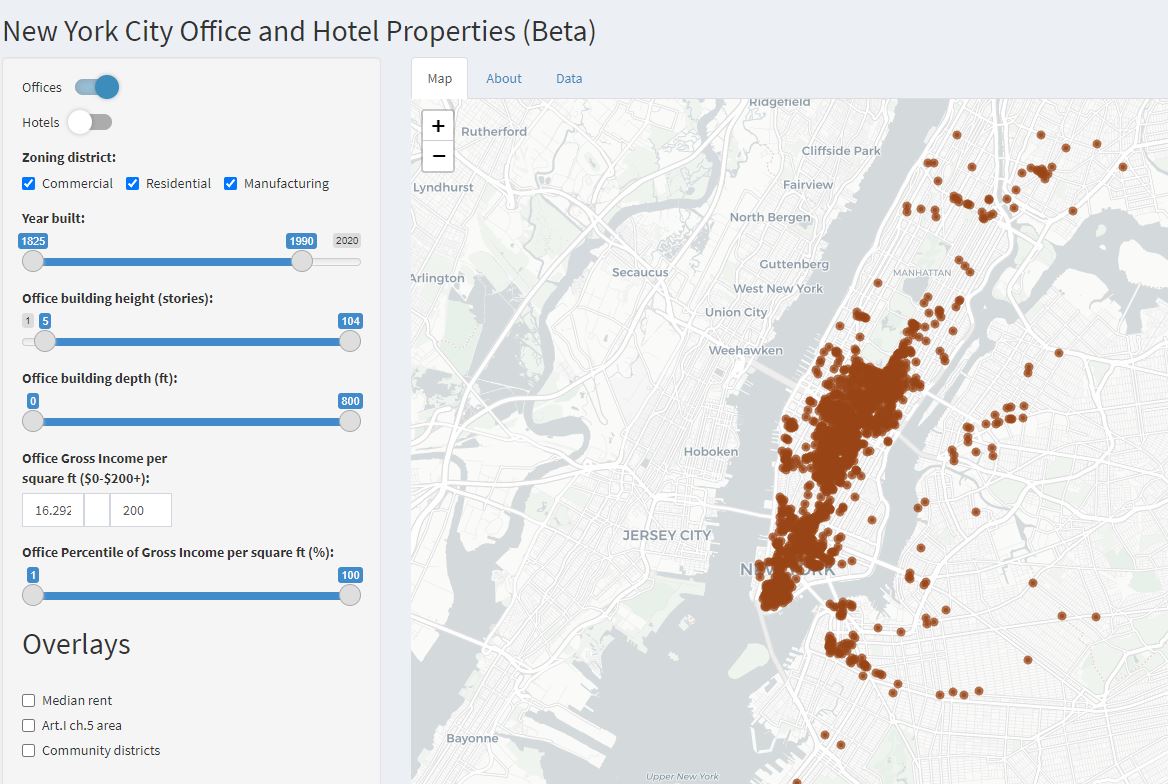 New York City Office and Hotel Properties (Beta)
Offices
Hotels
Zoning district:
Commercial Residential Manufacturing
Year built:
1825 1990 2020
Office building height (stories):
1 5 104
Office building depth (ft):
0 800
Office Gross Income per
square ft ($0-$200+):
16.292 200
Office Percentile of Gross Income per square ft (%):
1 100
Overlays
Median rent
Art.I ch.5 area
Community districts
Map About Data
+
−
Ridgefield
Rutherford
Cliffside Park
Lyndhurst
Fairview
North Bergen
Guttenberg
MANHATTAN
Arlington
Secaucus
West New York
Union City
Weehawken
Hoboken
JERSEY CITY
NEW YORK
Bayonne
Upper New York